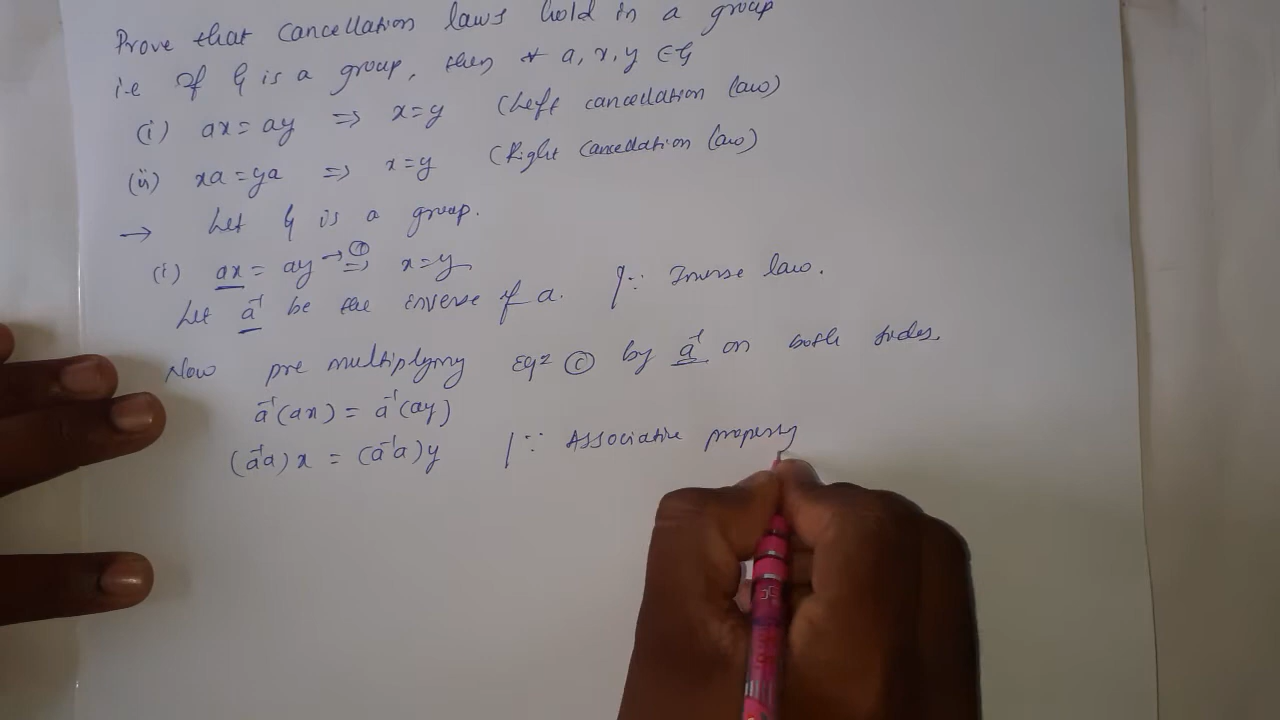 Prove that cancellation laws hold in a group
i.e If G is a group, then ∀ a, x, y ∈ G
(i) ax = ay ⇒ x = y (Left cancellation law)
(ii) xa = ya ⇒ x = y (Right cancellation law)
→ Let G is a group.
(i) ax = ay → ① ⇒ x = y
Let a⁻¹ be the inverse of a. |∵ Inverse law.
Now pre multiplying Eqn by a⁻¹ on both sides.
a⁻¹(ax) = a⁻¹(ay)
(a⁻¹a)x = (a⁻¹a)y |∵ Associative property